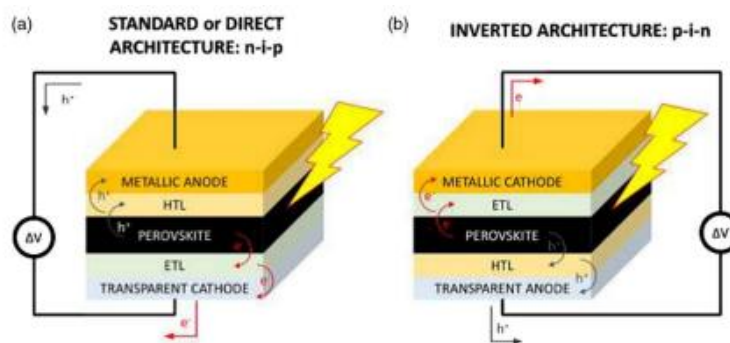 (a)
STANDARD or DIRECT
ARCHITECTURE: n-i-p
h⁺
METALLIC ANODE
h⁺
HTL
h⁺
PEROVSKITE
e⁻
ETL
e⁻
TRANSPARENT CATHODE
e⁻
ΔV
(b)
INVERTED ARCHITECTURE: p-i-n
e
METALLIC CATHODE
e⁻
ETL
PEROVSKITE
h⁺
HTL
h⁺
TRANSPARENT ANODE
h⁺
ΔV